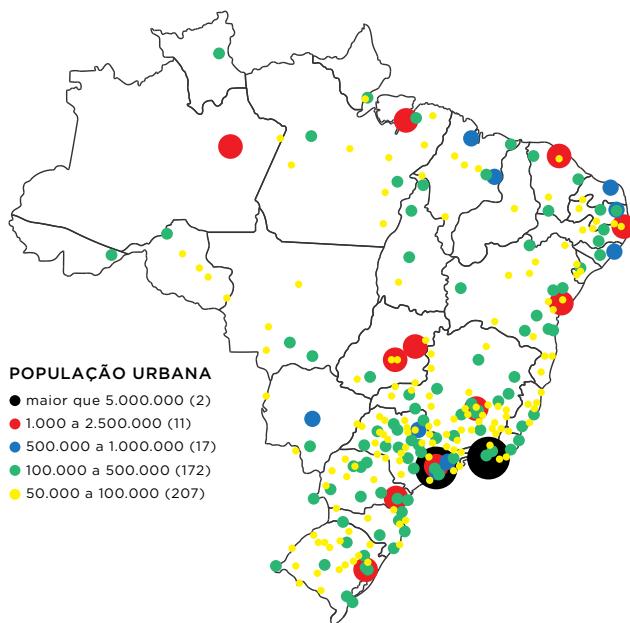 POPULAÇÃO URBANA
maior que 5.000.000 (2)
1.000 a 2.500.000 (11)
500.000 a 1.000.000 (17)
100.000 a 500.000 (172)
50.000 a 100.000 (207)